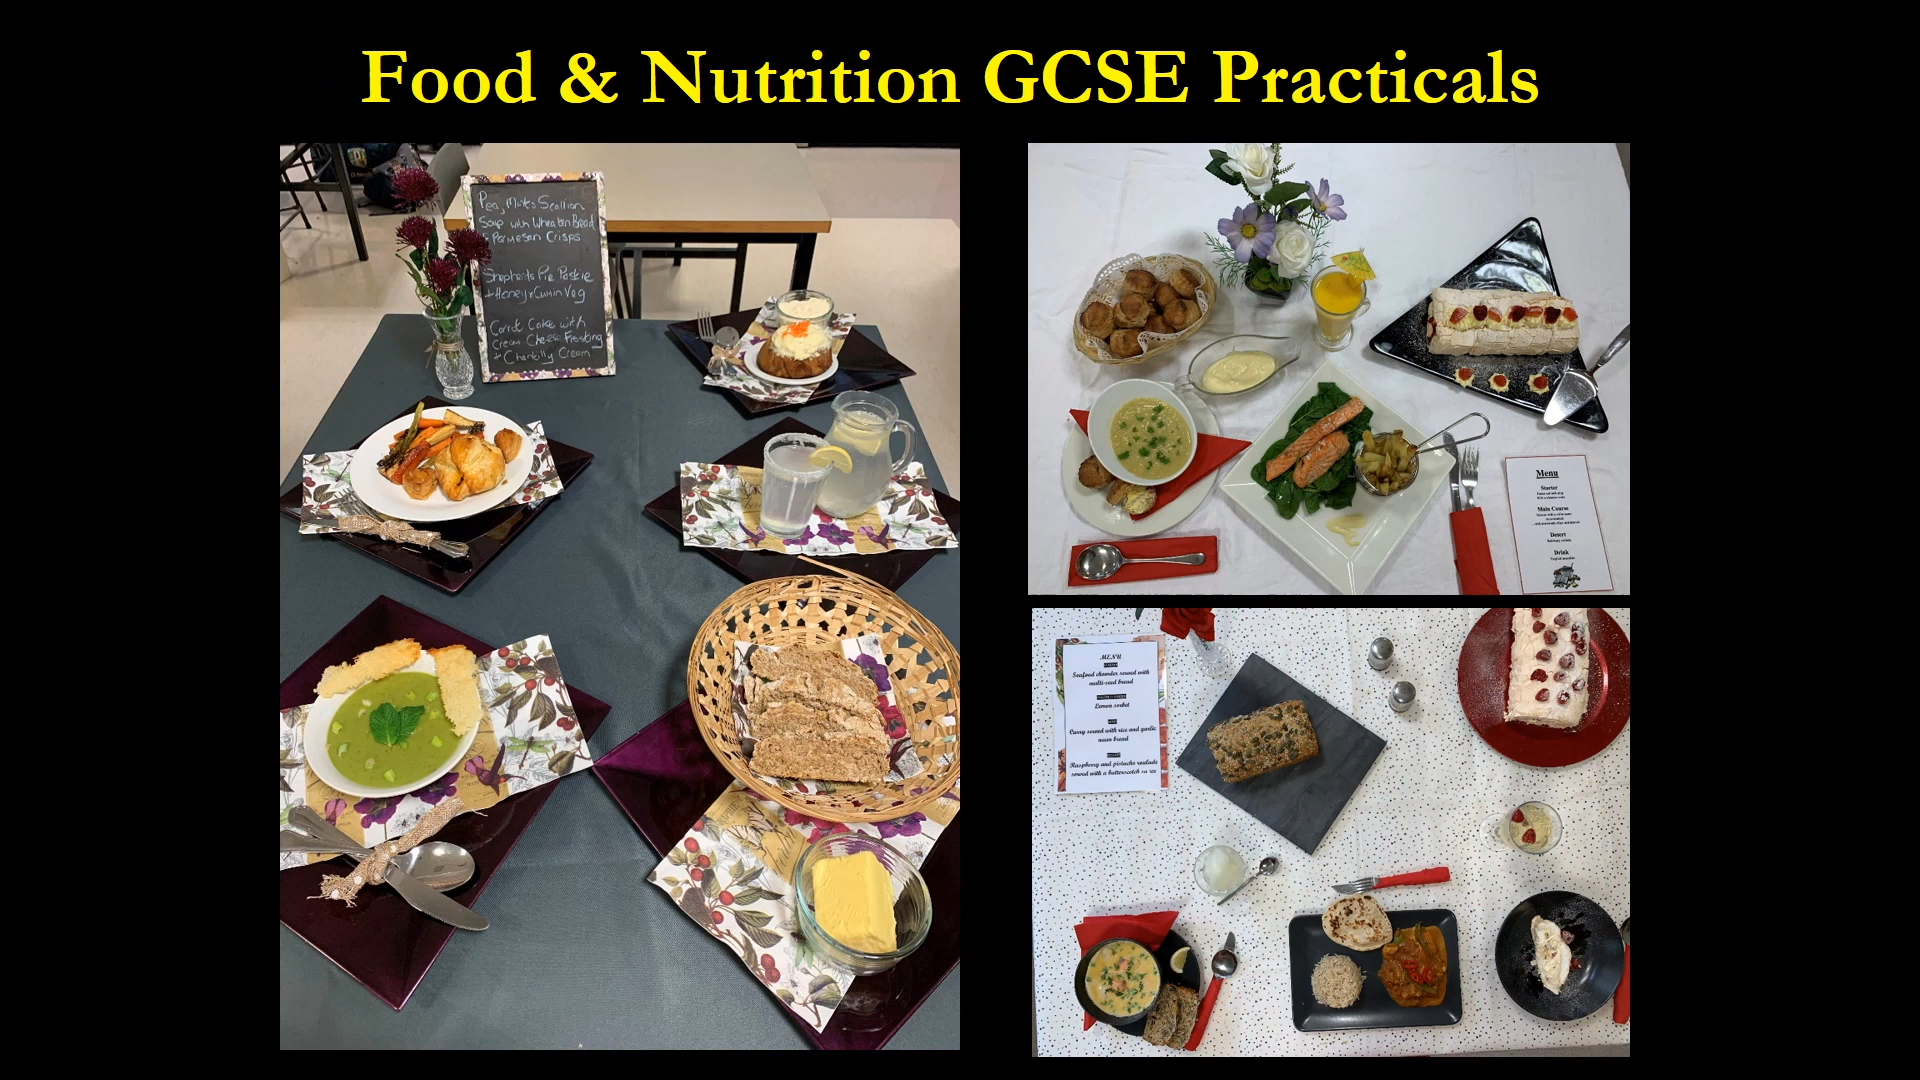 Food & Nutrition GCSE Practicals
Pea, Mint & Scallion
Soup with Wheaten Bread
+ Parmesan Crisps
Shepherds Pie Pastie
+ Honey & Cumin Veg
Carrot Cake with
Cream Cheese Frosting
+ Chantilly Cream
Menu
Starter
Main Course
Desert
Drink
MENU
Seafood chowder served with
multi-seed bread
Lemon sorbet
Curry served with rice and garlic
naan bread
Raspberry and pistachio roulade
served with a butterscotch sauce